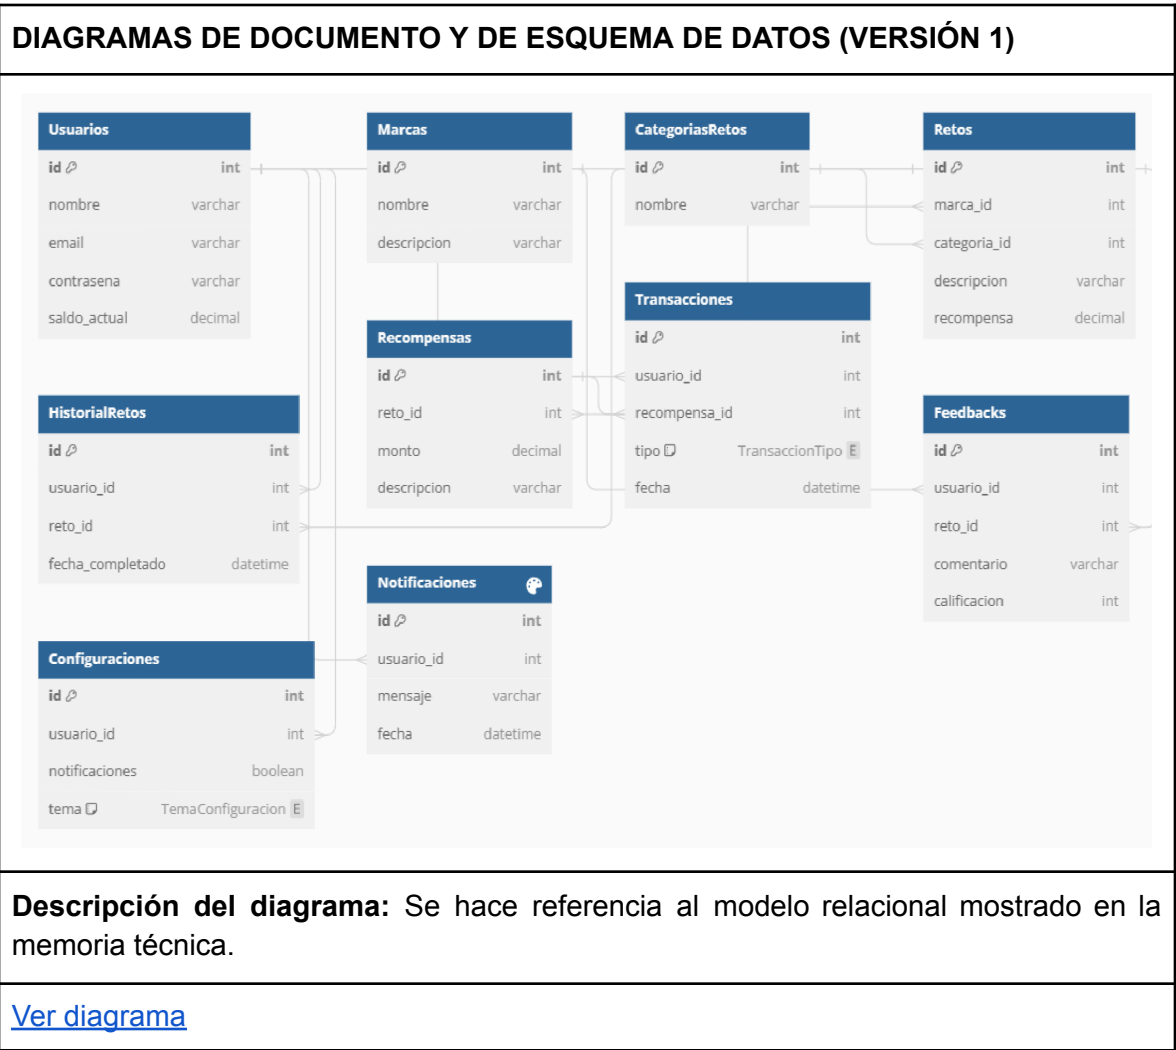 DIAGRAMAS DE DOCUMENTO Y DE ESQUEMA DE DATOS (VERSIÓN 1)
Usuarios
id int
nombre varchar
email varchar
contrasena varchar
saldo_actual decimal
Marcas
id int
nombre varchar
descripcion varchar
CategoriasRetos
id int
nombre varchar
Retos
id int
marca_id int
categoria_id int
descripcion varchar
recompensa decimal
Recompensas
id int
reto_id int
monto decimal
descripcion varchar
Transacciones
id int
usuario_id int
recompensa_id int
tipo TransaccionTipo E
fecha datetime
HistorialRetos
id int
usuario_id int
reto_id int
fecha_completado datetime
Feedbacks
id int
usuario_id int
reto_id int
comentario varchar
calificacion int
Notificaciones
id int
usuario_id int
mensaje varchar
fecha datetime
Configuraciones
id int
usuario_id int
notificaciones boolean
tema TemaConfiguracion E
Descripción del diagrama: Se hace referencia al modelo relacional mostrado en la
memoria técnica.
Ver diagrama